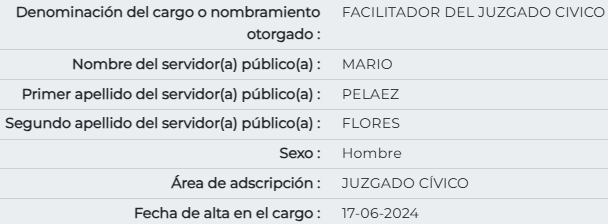 Denominación del cargo o nombramiento FACILITADOR DEL JUZGADO CIVICO
otorgado :
Nombre del servidor(a) público(a) : MARIO
Primer apellido del servidor(a) público(a) : PELAEZ
Segundo apellido del servidor(a) público(a) : FLORES
Sexo : Hombre
Área de adscripción : JUZGADO CÍVICO
Fecha de alta en el cargo : 17-06-2024